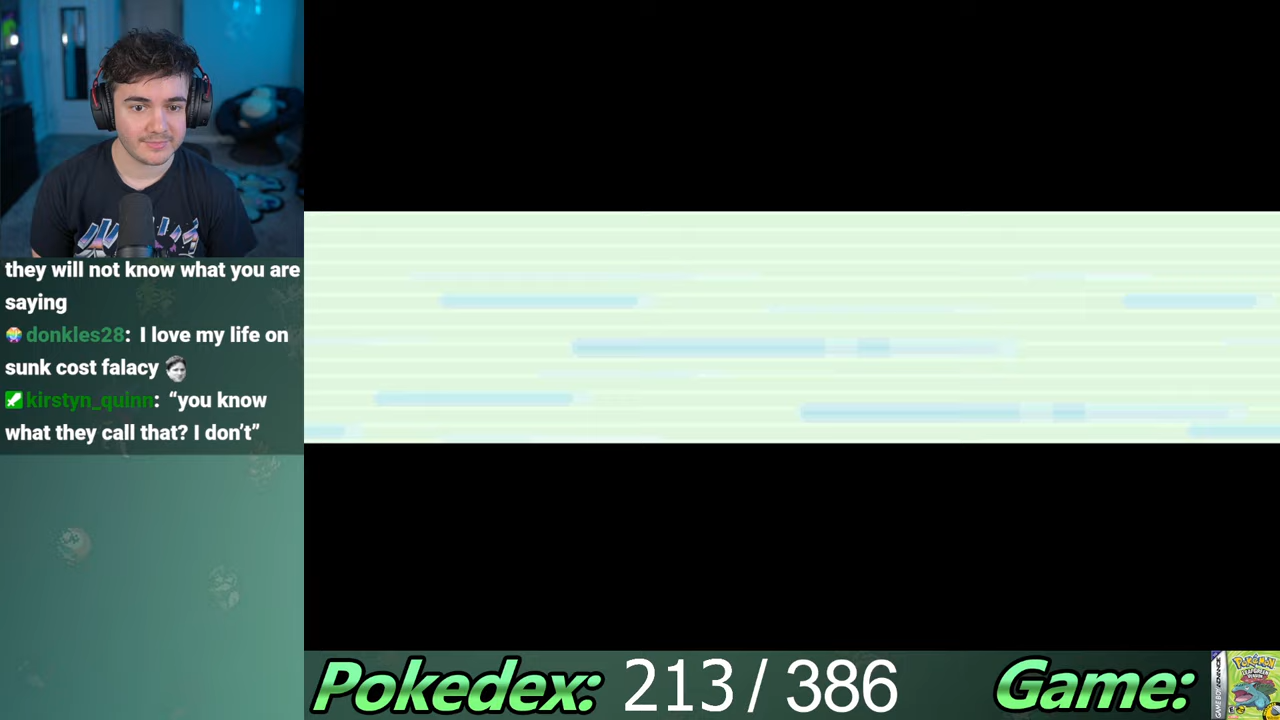 they will not know what you are
saying
donkles28: I love my life on
sunk cost falacy
kirstyn_quinn: “you know
what they call that? I don’t”
Pokedex: 213 / 386
Game:
POKéMON